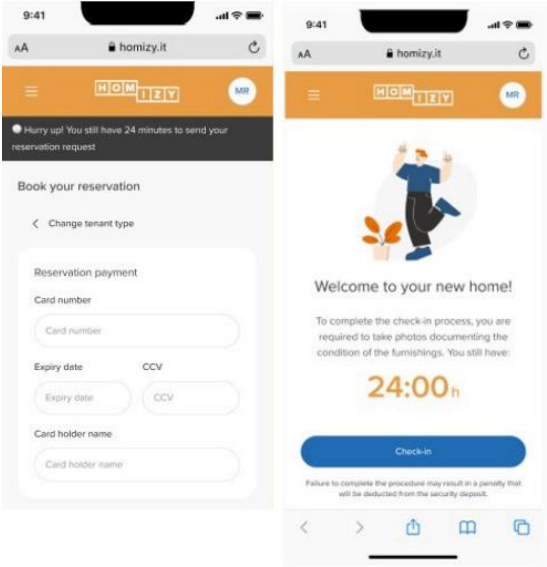 9:41
AA homizy.it
HOMIZY MR
Hurry up! You still have 24 minutes to send your
reservation request
Book your reservation
Change tenant type
Reservation payment
Card number
Card number
Expiry date CCV
Expiry date CCV
Card holder name
Card holder name
9:41
AA homizy.it
HOMIZY MR
Welcome to your new home!
To complete the check-in process, you are
required to take photos documenting the
condition of the furnishings. You still have:
24:00 h
Check-in
Failure to complete the procedure may result in a penalty that
will be deducted from the security deposit.